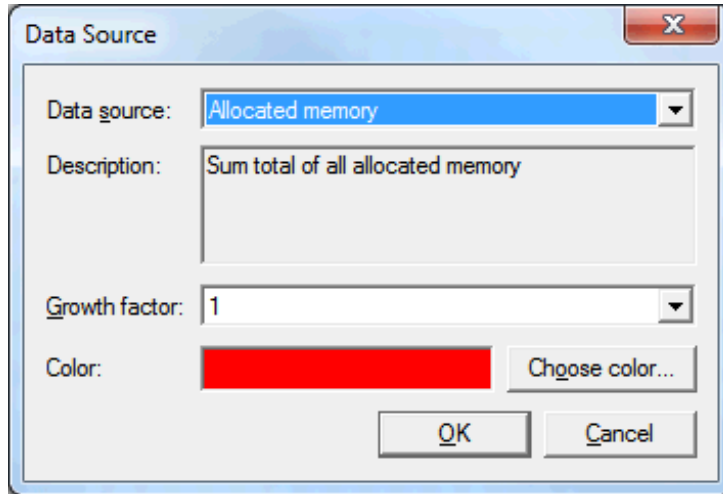 Data Source
Data source: Allocated memory
Description: Sum total of all allocated memory
Growth factor: 1
Color: Choose color...
OK Cancel